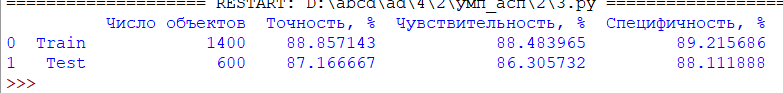 ==================== RESTART: D:\abcd\ad\4\2\умп_асп\2\3.py ====================
Число объектов Точность, % Чувствительность, % Специфичность, %
0 Train 1400 88.857143 88.483965 89.215686
1 Test 600 87.166667 86.305732 88.111888
>>>